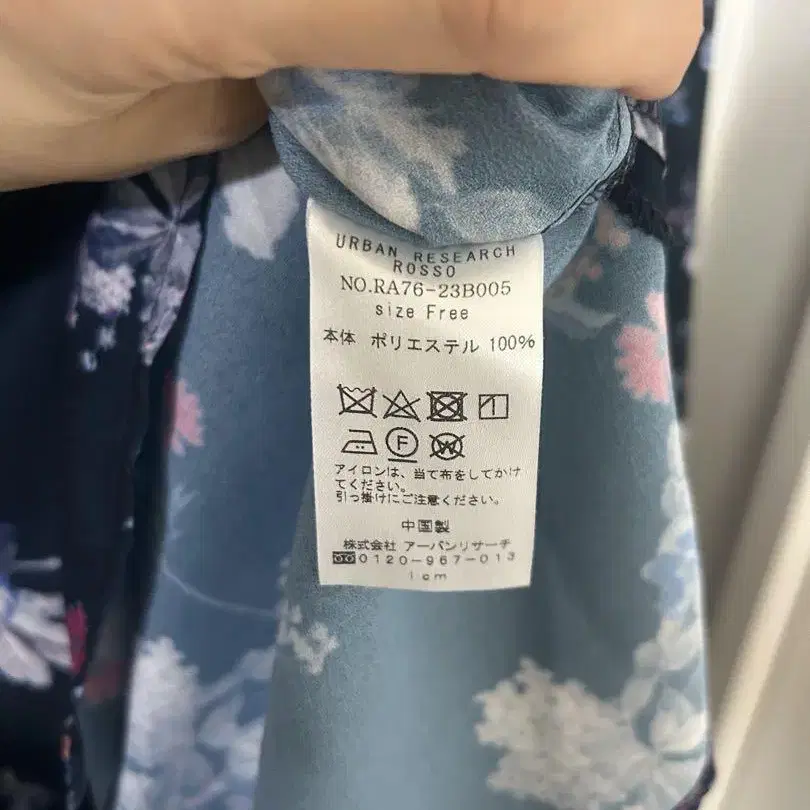 URBAN RESEARCH
ROSSO
NO.RA76-23B005
size Free
本体 ポリエステル 100%
F W
アイロンは、当て布をしてかけ
てください。
引っ掛けにご注意ください。
中国製
株式会社 アーバンリサーチ
0120-967-013
1cm